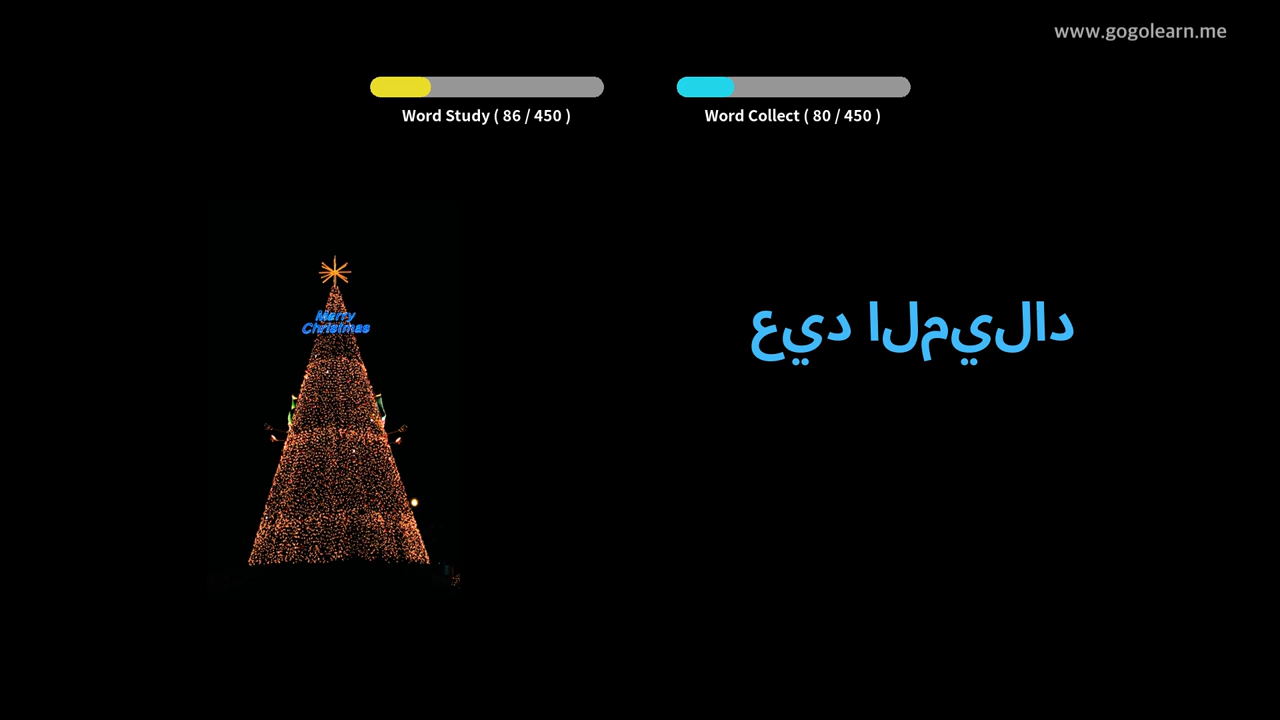 www.gogolearn.me
Word Study ( 86 / 450 )
Word Collect ( 80 / 450 )
Merry
Christmas
عيد الميلاد